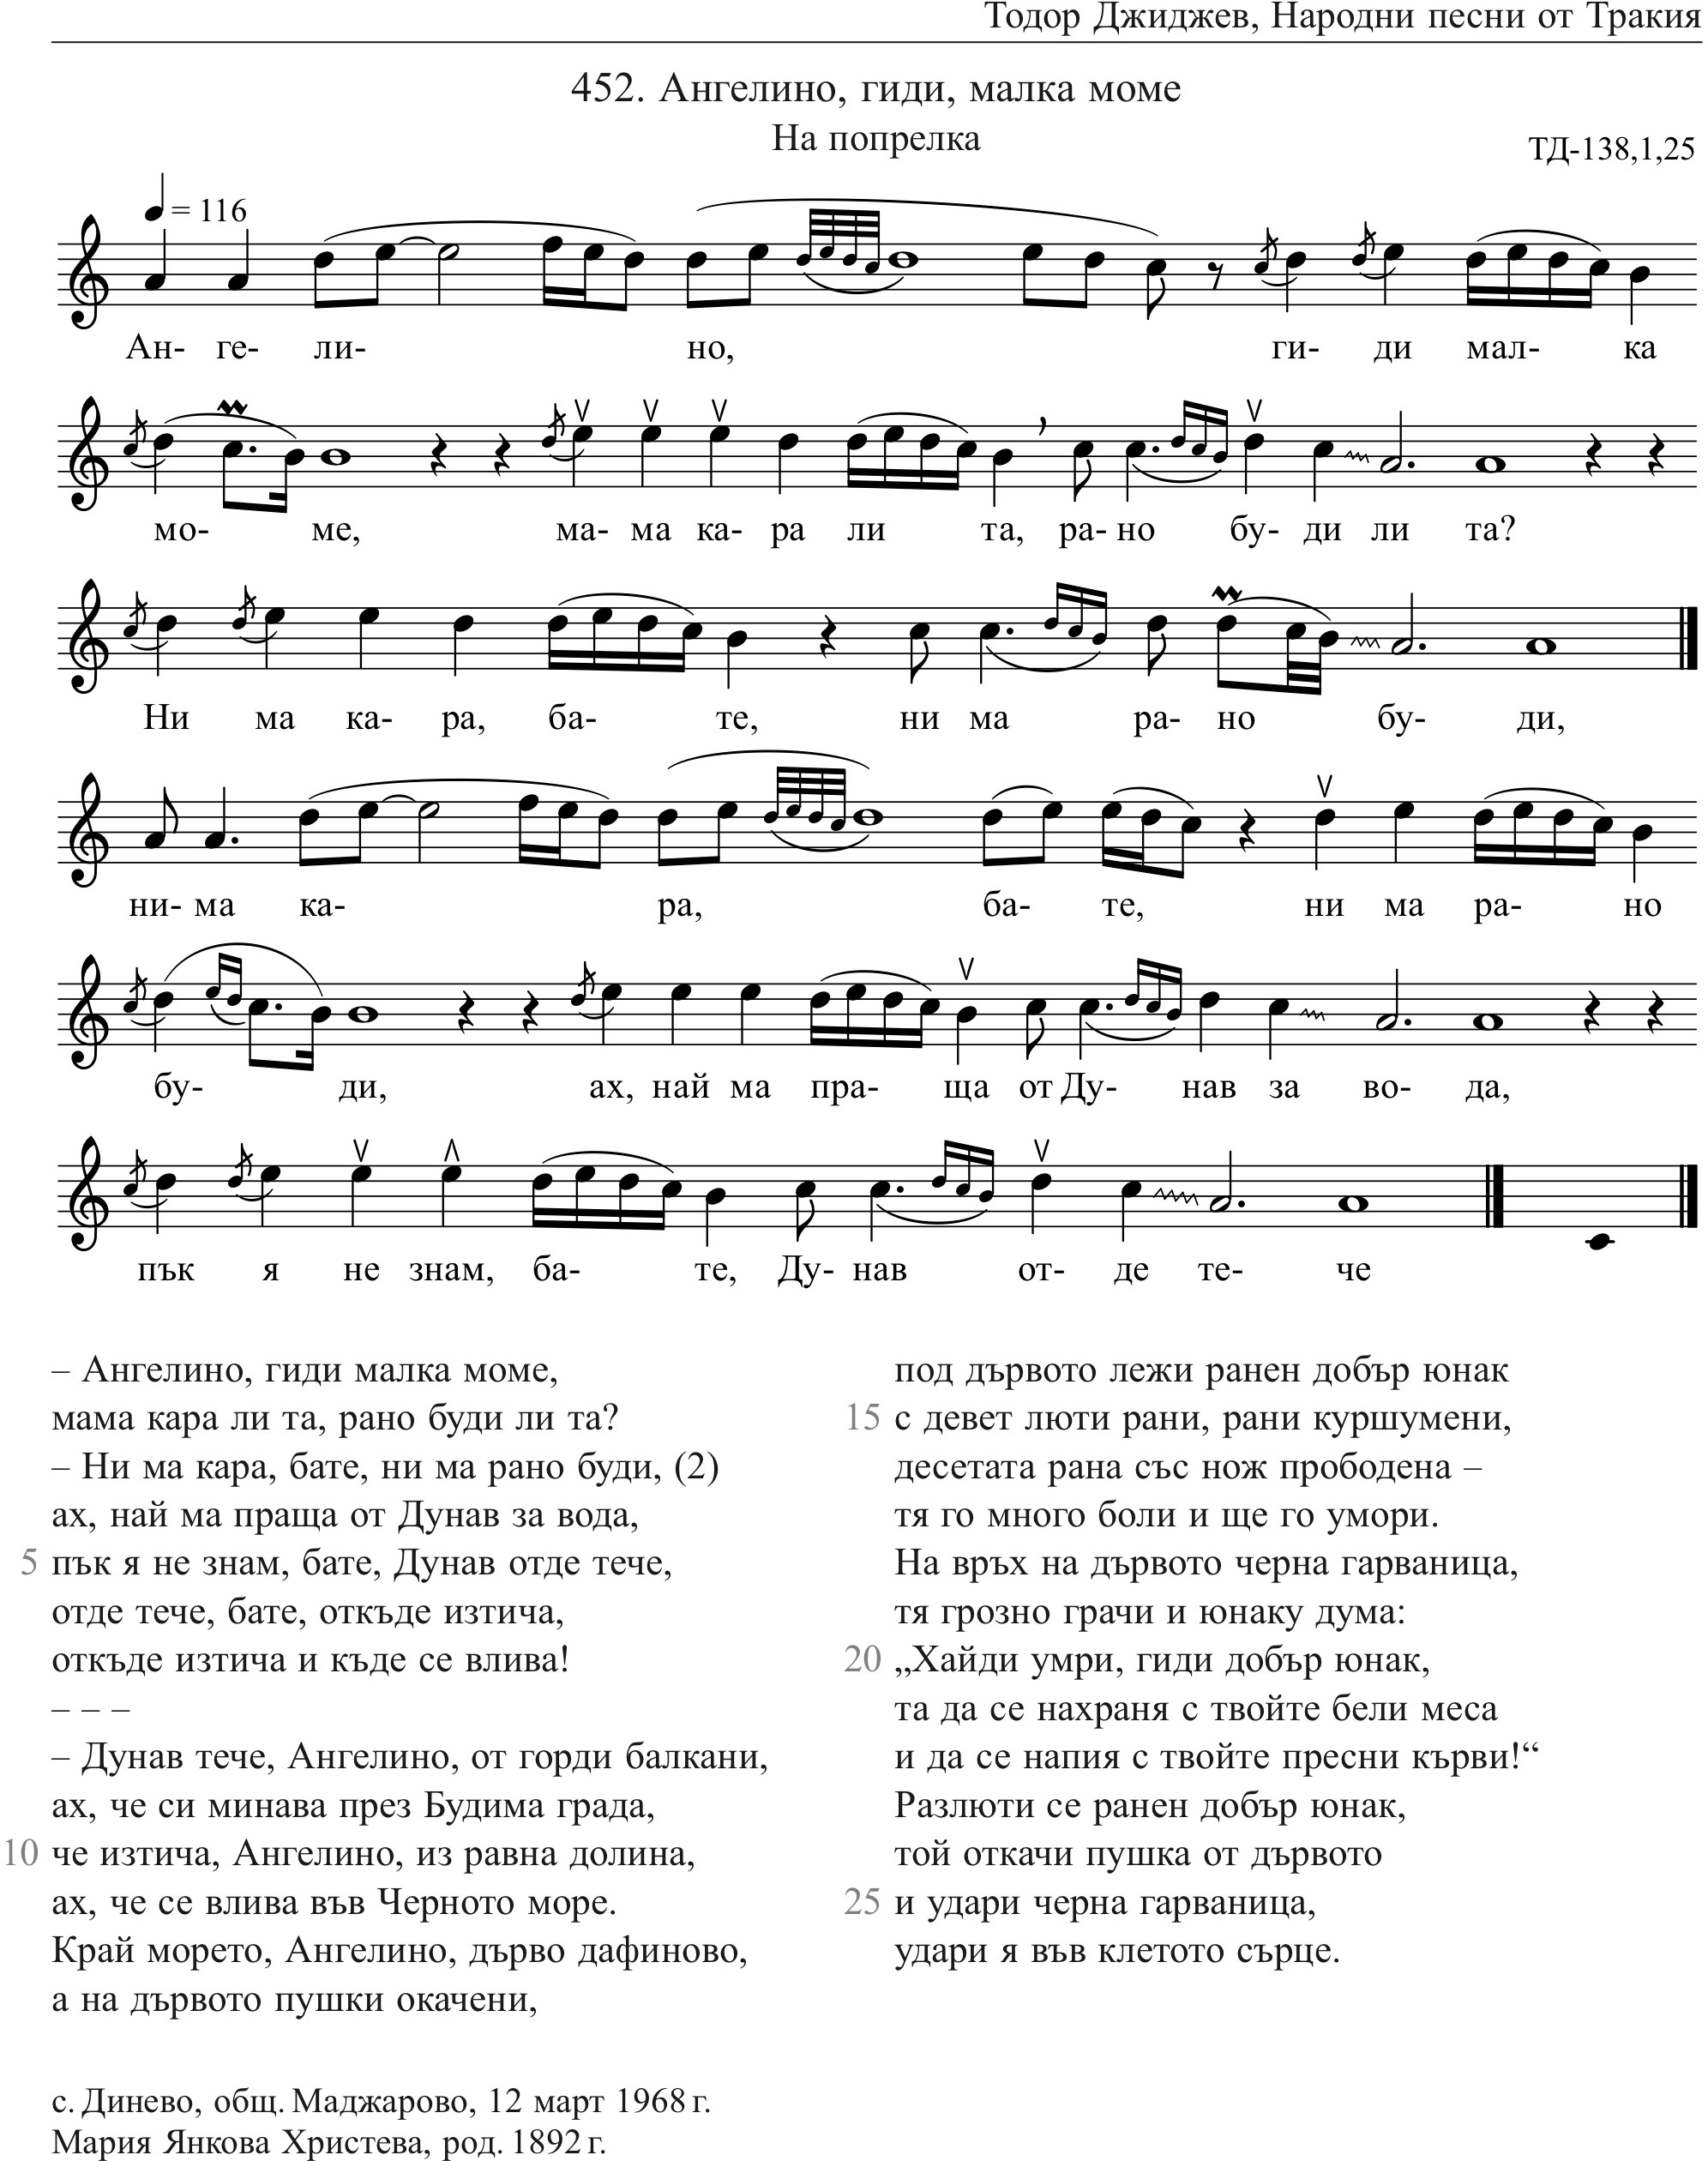 Тодор Джиджев, Народни песни от Тракия
452. Ангелино, гиди, малка моме
На попрелка
ТД-138,1,25
= 116
Ан- ге- ли- но, ги- ди мал- ка
мо- ме, ма- ма ка- ра ли та, ра- но бу- ди ли та?
Ни ма ка- ра, ба- те, ни ма ра- но бу- ди,
ни- ма ка- ра, ба- те, ни ма ра- но
бу- ди, ах, най ма пра- ща от Ду- нав за во- да,
пък я не знам, ба- те, Ду- нав от- де те- че
– Ангелино, гиди малка моме,
мама кара ли та, рано буди ли та?
– Ни ма кара, бате, ни ма рано буди, (2)
ах, най ма праща от Дунав за вода,
5 пък я не знам, бате, Дунав отде тече,
отде тече, бате, откъде изтича,
откъде изтича и къде се влива!
– – –
– Дунав тече, Ангелино, от горди балкани,
ах, че си минава през Будима града,
10 че изтича, Ангелино, из равна долина,
ах, че се влива във Черното море.
Край морето, Ангелино, дърво дафиново,
а на дървото пушки окачени,
под дървото лежи ранен добър юнак
15 с девет люти рани, рани куршумени,
десетата рана със нож прободена –
тя го много боли и ще го умори.
На връх на дървото черна гарваница,
тя грозно грачи и юнаку дума:
20 „Хайди умри, гиди добър юнак,
та да се нахраня с твойте бели меса
и да се напия с твойте пресни кърви!“
Разлюти се ранен добър юнак,
той откачи пушка от дървото
25 и удари черна гарваница,
удари я във клетото сърце.
с. Динево, общ. Маджарово, 12 март 1968 г.
Мария Янкова Христева, род. 1892 г.